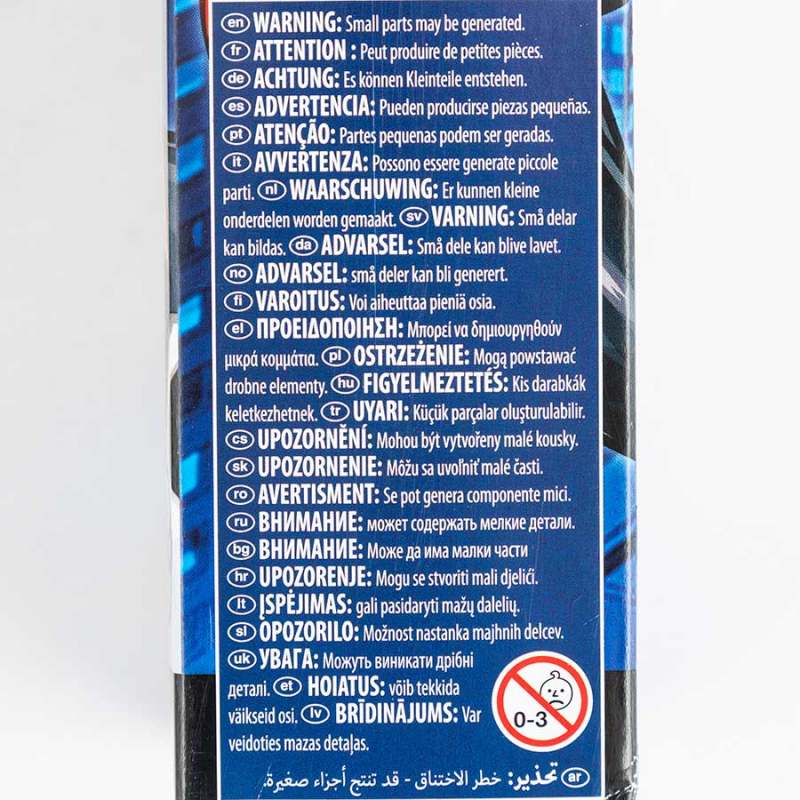 en WARNING: Small parts may be generated.
fr ATTENTION : Peut produire de petites pièces.
de ACHTUNG: Es können Kleinteile entstehen.
es ADVERTENCIA: Pueden producirse piezas pequeñas.
pt ATENÇÃO: Partes pequenas podem ser geradas.
it AVVERTENZA: Possono essere generate piccole
parti. nl WAARSCHUWING: Er kunnen kleine
onderdelen worden gemaakt. sv VARNING: Små delar
kan bildas. da ADVARSEL: Små dele kan blive lavet.
no ADVARSEL: små deler kan bli generert.
fi VAROITUS: Voi aiheuttaa pieniä osia.
el ΠΡΟΕΙΔΟΠΟΙΗΣΗ: Μπορεί να δημιουργηθούν
μικρά κομμάτια. pl OSTRZEŻENIE: Mogą powstawać
drobne elementy. hu FIGYELMEZTETÉS: Kis darabkák
keletkezhetnek. tr UYARI: Küçük parçalar oluşturulabilir.
cs UPOZORNĚNÍ: Mohou být vytvořeny malé kousky.
sk UPOZORNENIE: Môžu sa uvoľniť malé časti.
ro AVERTISMENT: Se pot genera componente mici.
ru ВНИМАНИЕ: может содержать мелкие детали.
bg ВНИМАНИЕ: Може да има малки части
hr UPOZORENJE: Mogu se stvoriti mali djelići.
lt ĮSPĖJIMAS: gali pasidaryti mažų dalelių.
sl OPOZORILO: Možnost nastanka majhnih delcev.
uk УВАГА: Можуть виникати дрібні
деталі. et HOIATUS: võib tekkida
väikseid osi. lv BRĪDINĀJUMS: Var
veidoties mazas detaļas.
0-3
ar تحذير: خطر الاختناق - قد تنتج أجزاء صغيرة.